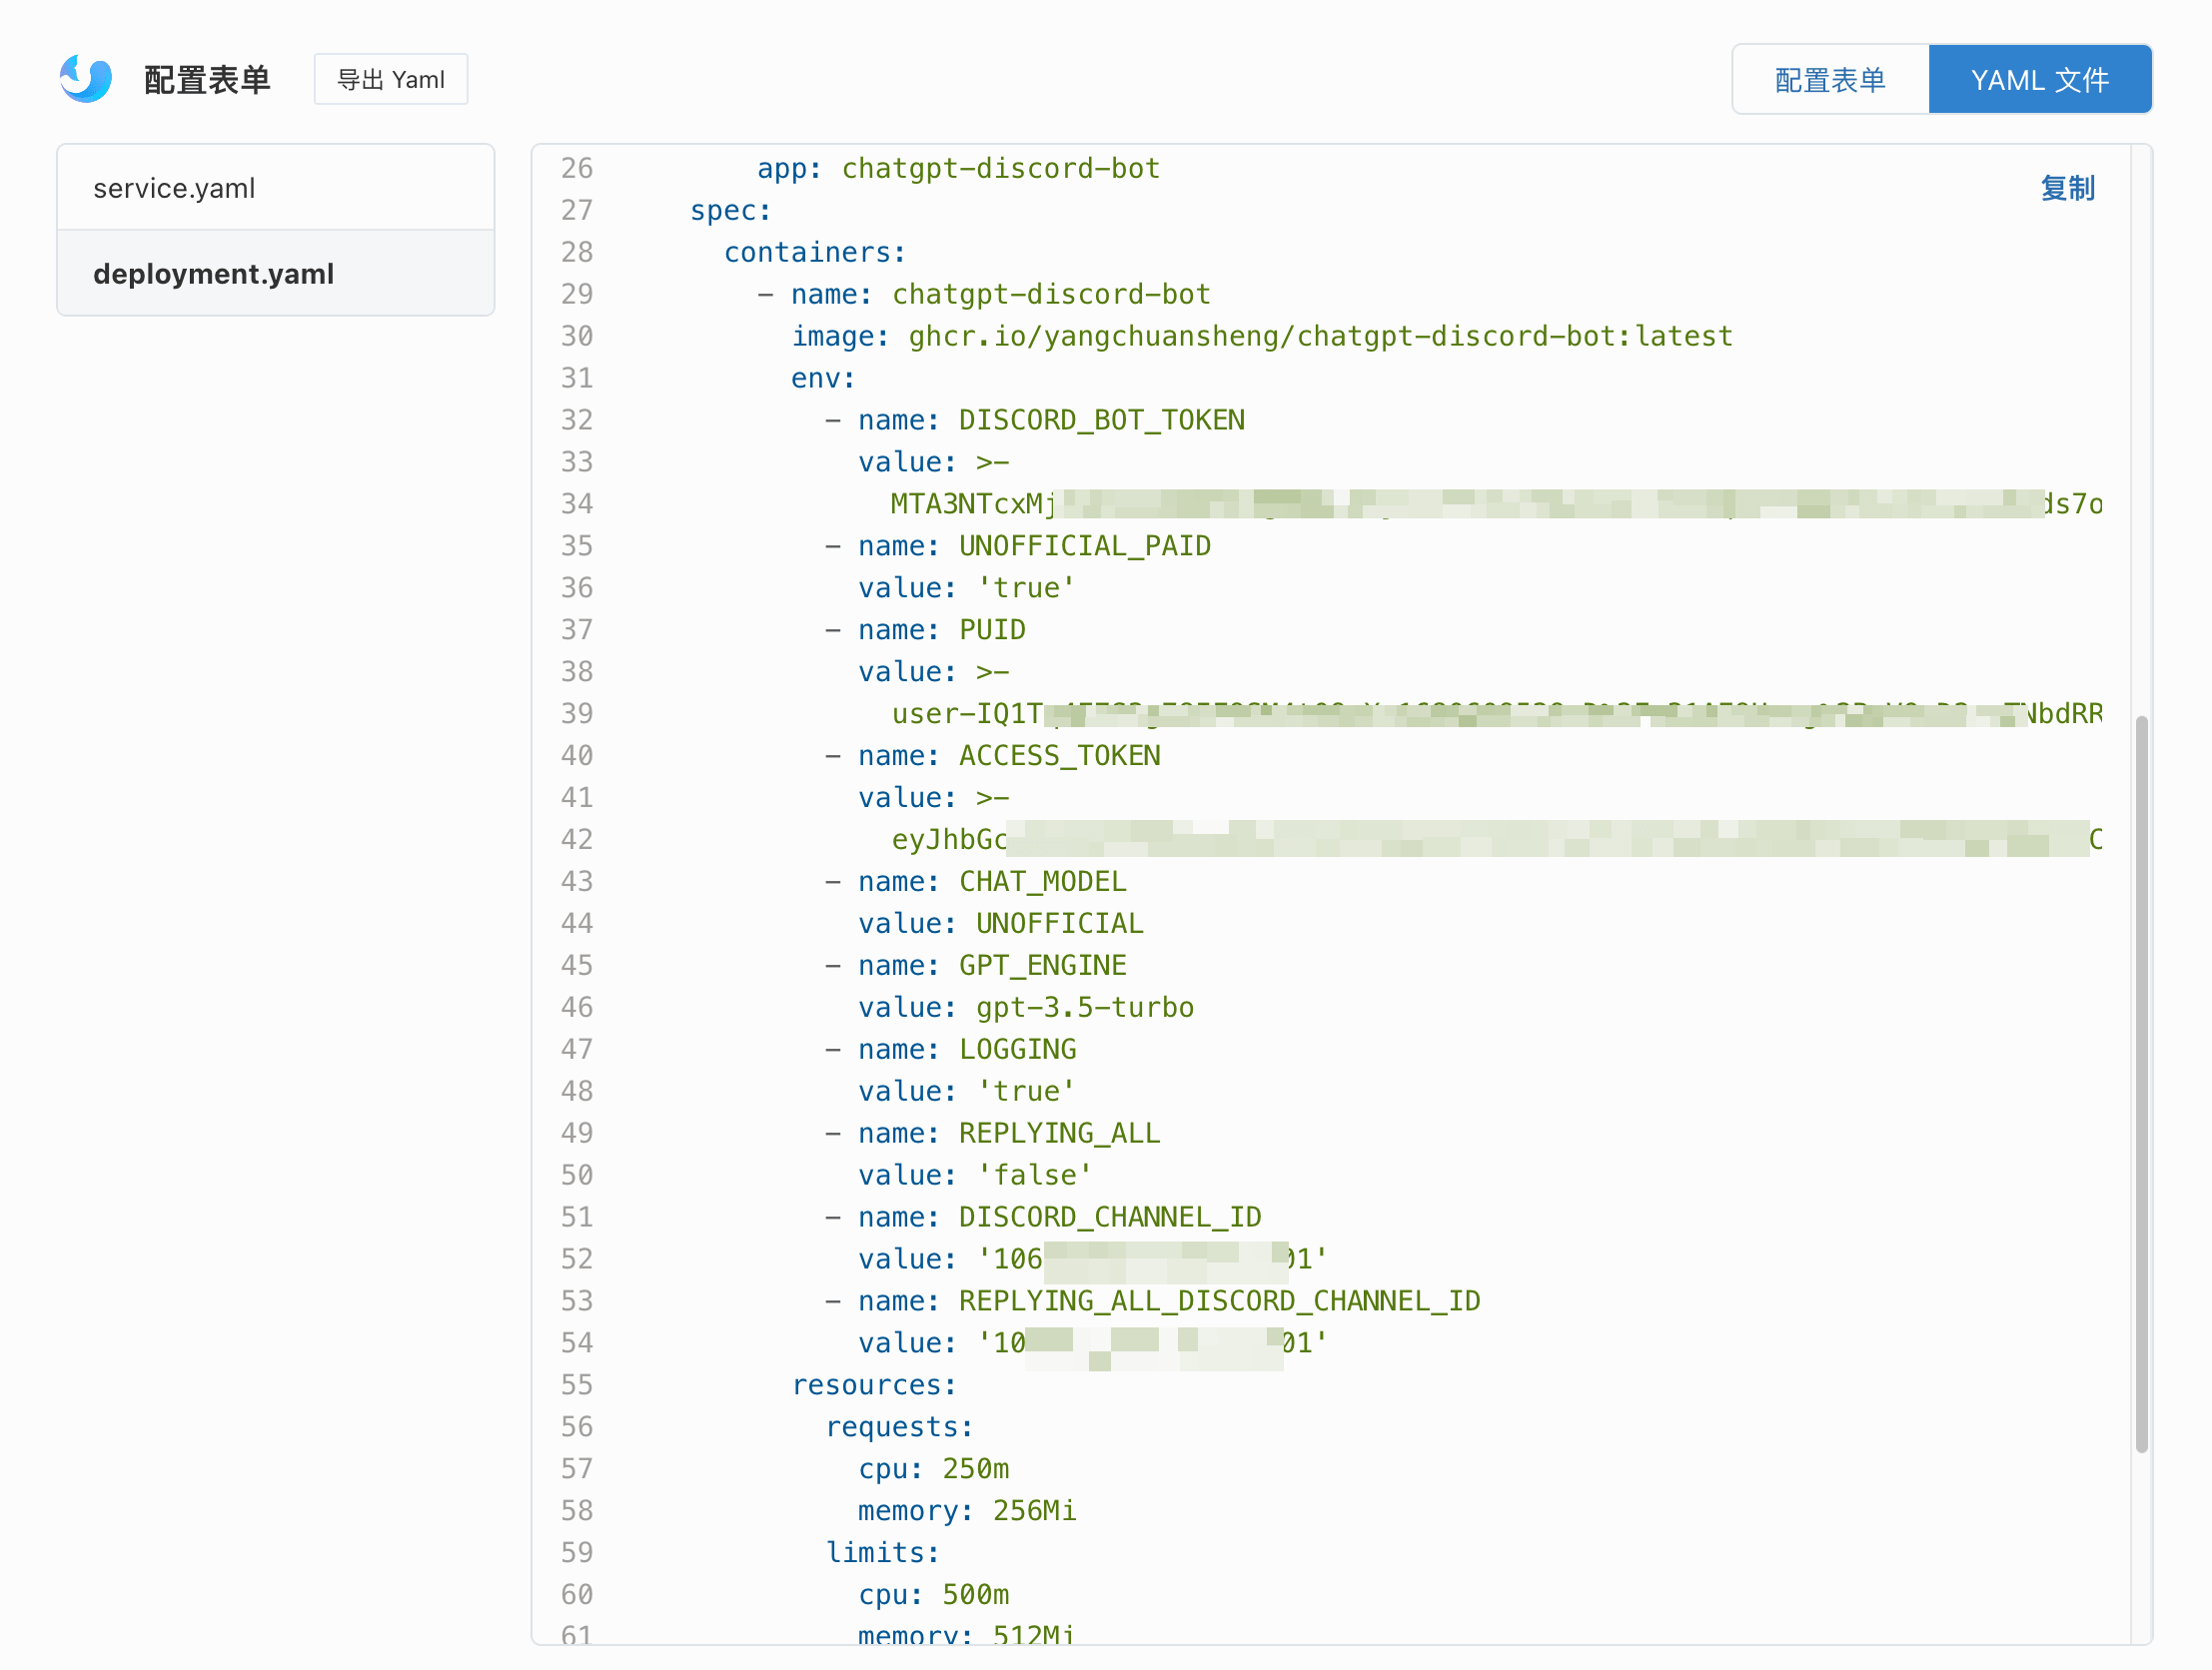 配置表单
导出 Yaml
配置表单
YAML 文件
service.yaml
deployment.yaml
复制
26 app: chatgpt-discord-bot
27 spec:
28 containers:
29 - name: chatgpt-discord-bot
30 image: ghcr.io/yangchuansheng/chatgpt-discord-bot:latest
31 env:
32 - name: DISCORD_BOT_TOKEN
33 value: >-
34 MTA3NTcxMj ds7o
35 - name: UNOFFICIAL_PAID
36 value: 'true'
37 - name: PUID
38 value: >-
39 user-IQ1T NbdRR
40 - name: ACCESS_TOKEN
41 value: >-
42 eyJhbGc
43 - name: CHAT_MODEL
44 value: UNOFFICIAL
45 - name: GPT_ENGINE
46 value: gpt-3.5-turbo
47 - name: LOGGING
48 value: 'true'
49 - name: REPLYING_ALL
50 value: 'false'
51 - name: DISCORD_CHANNEL_ID
52 value: '106 01'
53 - name: REPLYING_ALL_DISCORD_CHANNEL_ID
54 value: '10 01'
55 resources:
56 requests:
57 cpu: 250m
58 memory: 256Mi
59 limits:
60 cpu: 500m
61 memory: 512Mi